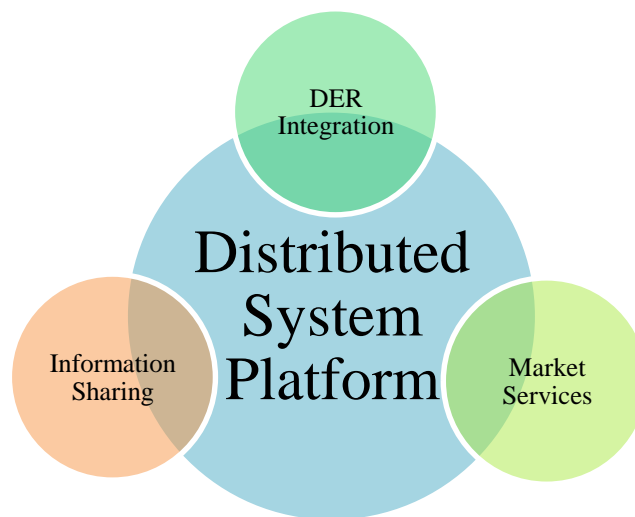 DER
Integration
Distributed
System
Platform
Information
Sharing
Market
Services